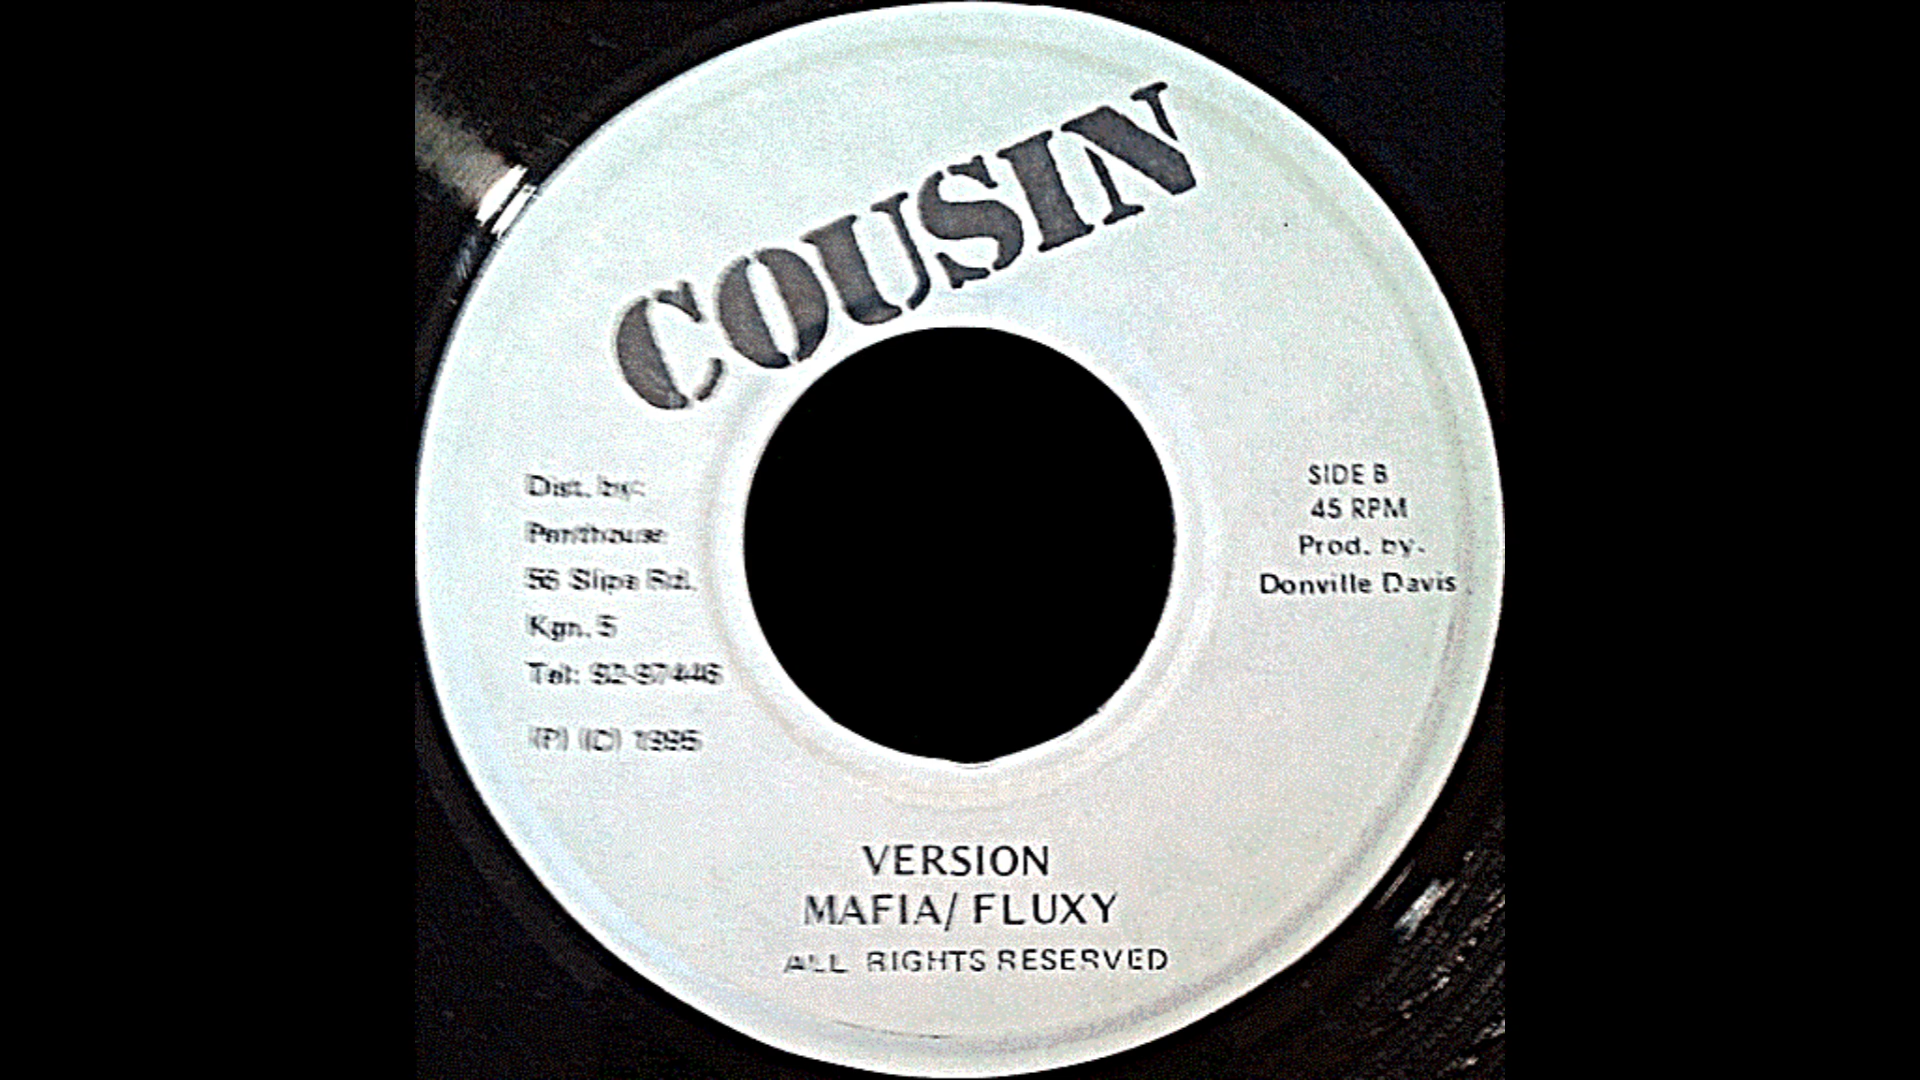 COUSIN
Dist. by:
Penthouse
56 Slipe Rd.
Kgn. 5
Tel: 92-97446
(P) (C) 1995
SIDE B
45 RPM
Prod. by-
Donville Davis
VERSION
MAFIA/ FLUXY
ALL RIGHTS RESERVED